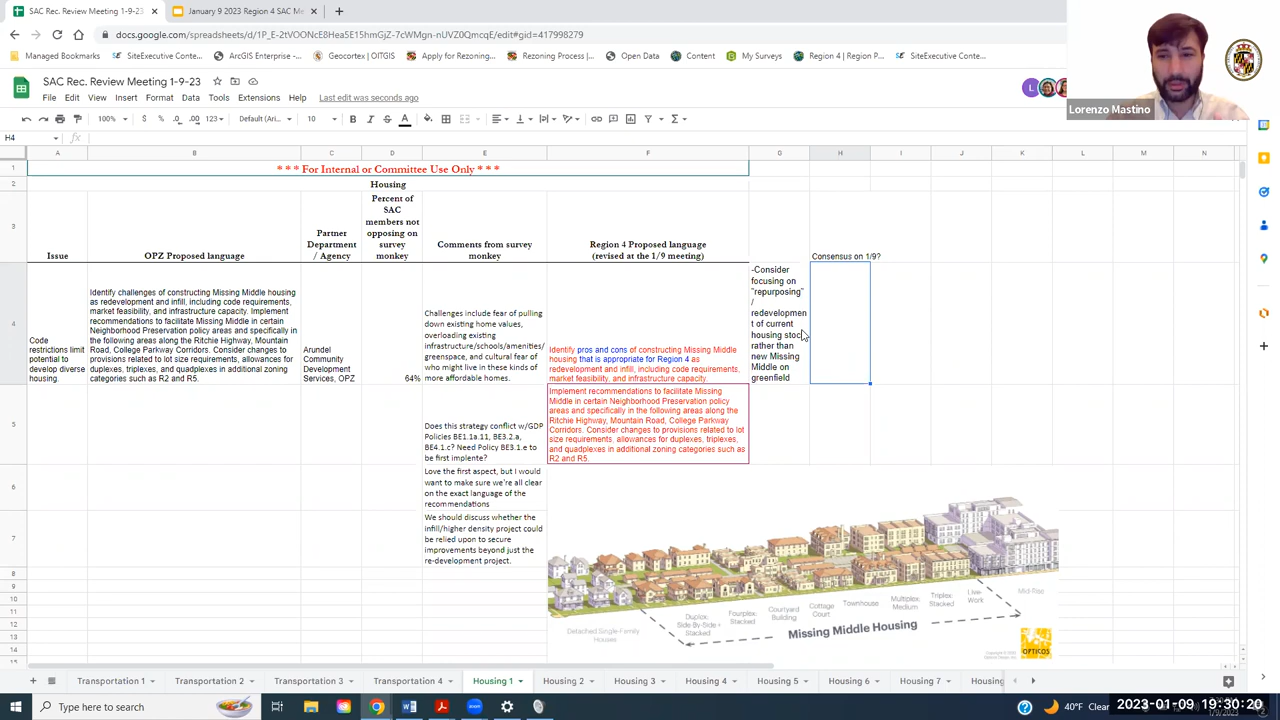 SAC Rec. Review Meeting 1-9-23
January 9 2023 Region 4 SAC Me
docs.google.com/spreadsheets/d/1P_E-2tVOONcE8Hea5E15hmGjZ-7cWMgn-nUVZ0QmcqE/edit#gid=417998279
Managed Bookmarks
SiteExecutive Conte...
ArcGIS Enterprise -...
Geocortex | OITGIS
Apply for Rezoning...
Rezoning Process |...
Open Data
Content
My Surveys
Region 4 | Region P...
SiteExecutive Conte...
Lorenzo Mastino
SAC Rec. Review Meeting 1-9-23
File Edit View Insert Format Data Tools Extensions Help
Last edit was seconds ago
100% $ % .0 .00 123 Default (Ari... 10 B I S A
H4
fx
A B C D E F G H I J K L M N
1
* * * For Internal or Committee Use Only * * *
2
Housing
3
Issue
OPZ Proposed language
Partner
Department
/ Agency
Percent of
SAC
members not
opposing on
survey
monkey
Comments from survey
monkey
Region 4 Proposed language
(revised at the 1/9 meeting)
Consensus on 1/9?
4
Code
restrictions limit
potential to
develop diverse
housing.
Identify challenges of constructing Missing Middle housing
as redevelopment and infill, including code requirements,
market feasibility, and infrastructure capacity. Implement
recommendations to facilitate Missing Middle in certain
Neighborhood Preservation policy areas and specifically in
the following areas along the Ritchie Highway, Mountain
Road, College Parkway Corridors. Consider changes to
provisions related to lot size requirements, allowances for
duplexes, triplexes, and quadplexes in additional zoning
categories such as R2 and R5.
Arundel
Community
Development
Services, OPZ
64%
Challenges include fear of pulling
down existing home values,
overloading existing
infrastructure/schools/amenities/
greenspace, and cultural fear of
who might live in these kinds of
more affordable homes.
Identify pros and cons of constructing Missing Middle
housing that is appropriate for Region 4 as
redevelopment and infill, including code requirements,
market feasibility, and infrastructure capacity.
-Consider
focusing on
"repurposing"
/
redevelopmen
t of current
housing stock
rather than
new Missing
Middle on
greenfield
Does this strategy conflict w/GDP
Policies BE1.1a.11, BE3.2.a,
BE4.1.c? Need Policy BE3.1.e to
be first implente?
Implement recommendations to facilitate Missing
Middle in certain Neighborhood Preservation policy
areas and specifically in the following areas along the
Ritchie Highway, Mountain Road, College Parkway
Corridors. Consider changes to provisions related to lot
size requirements, allowances for duplexes, triplexes,
and quadplexes in additional zoning categories such as
R2 and R5.
6
Love the first aspect, but I would
want to make sure we're all clear
on the exact language of the
recommendations
7
We should discuss whether the
infill/higher density project could
be relied upon to secure
improvements beyond just the
re-development project.
8
9
10
11
12
13
Detached Single-Family
Houses
Duplex:
Side-By-Side +
Stacked
Fourplex:
Stacked
Courtyard
Building
Cottage
Court
Townhouse
Multiplex:
Medium
Triplex:
Stacked
Live-
Work
Mid-Rise
Missing Middle Housing
OPTICOS
Transportation 1 Transportation 2 Transportation 3 Transportation 4 Housing 1 Housing 2 Housing 3 Housing 4 Housing 5 Housing 6 Housing 7 Housing
Type here to search
40°F Clear
2023-01-09 19:30:20